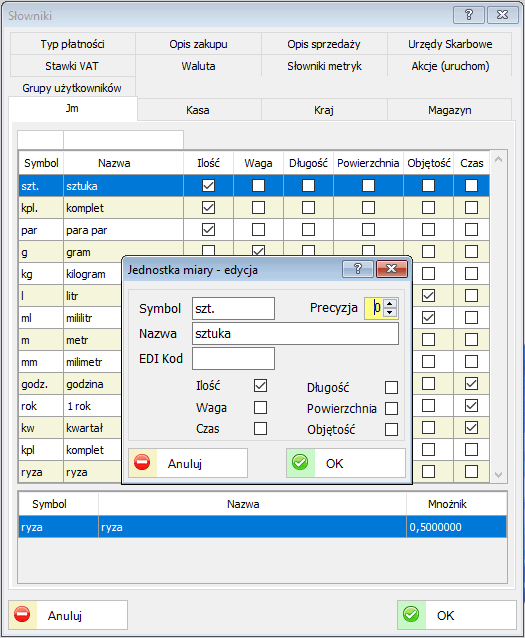 Słowniki
Typ płatności Opis zakupu Opis sprzedaży Urzędy Skarbowe
Stawki VAT Waluta Słowniki metryk Akcje (uruchom)
Grupy użytkowników
Jm Kasa Kraj Magazyn
Symbol Nazwa Ilość Waga Długość Powierzchnia Objętość Czas
szt. sztuka
kpl. komplet
par para par
g gram
kg kilogram
l litr
ml mililitr
m metr
mm milimetr
godz. godzina
rok 1 rok
kw kwartał
kpl komplet
ryza ryza
Jednostka miary - edycja
Symbol szt. Precyzja 0
Nazwa sztuka
EDI Kod
Ilość Długość
Waga Powierzchnia
Czas Objętość
Anuluj OK
Symbol Nazwa Mnożnik
ryza ryza 0,5000000
Anuluj OK